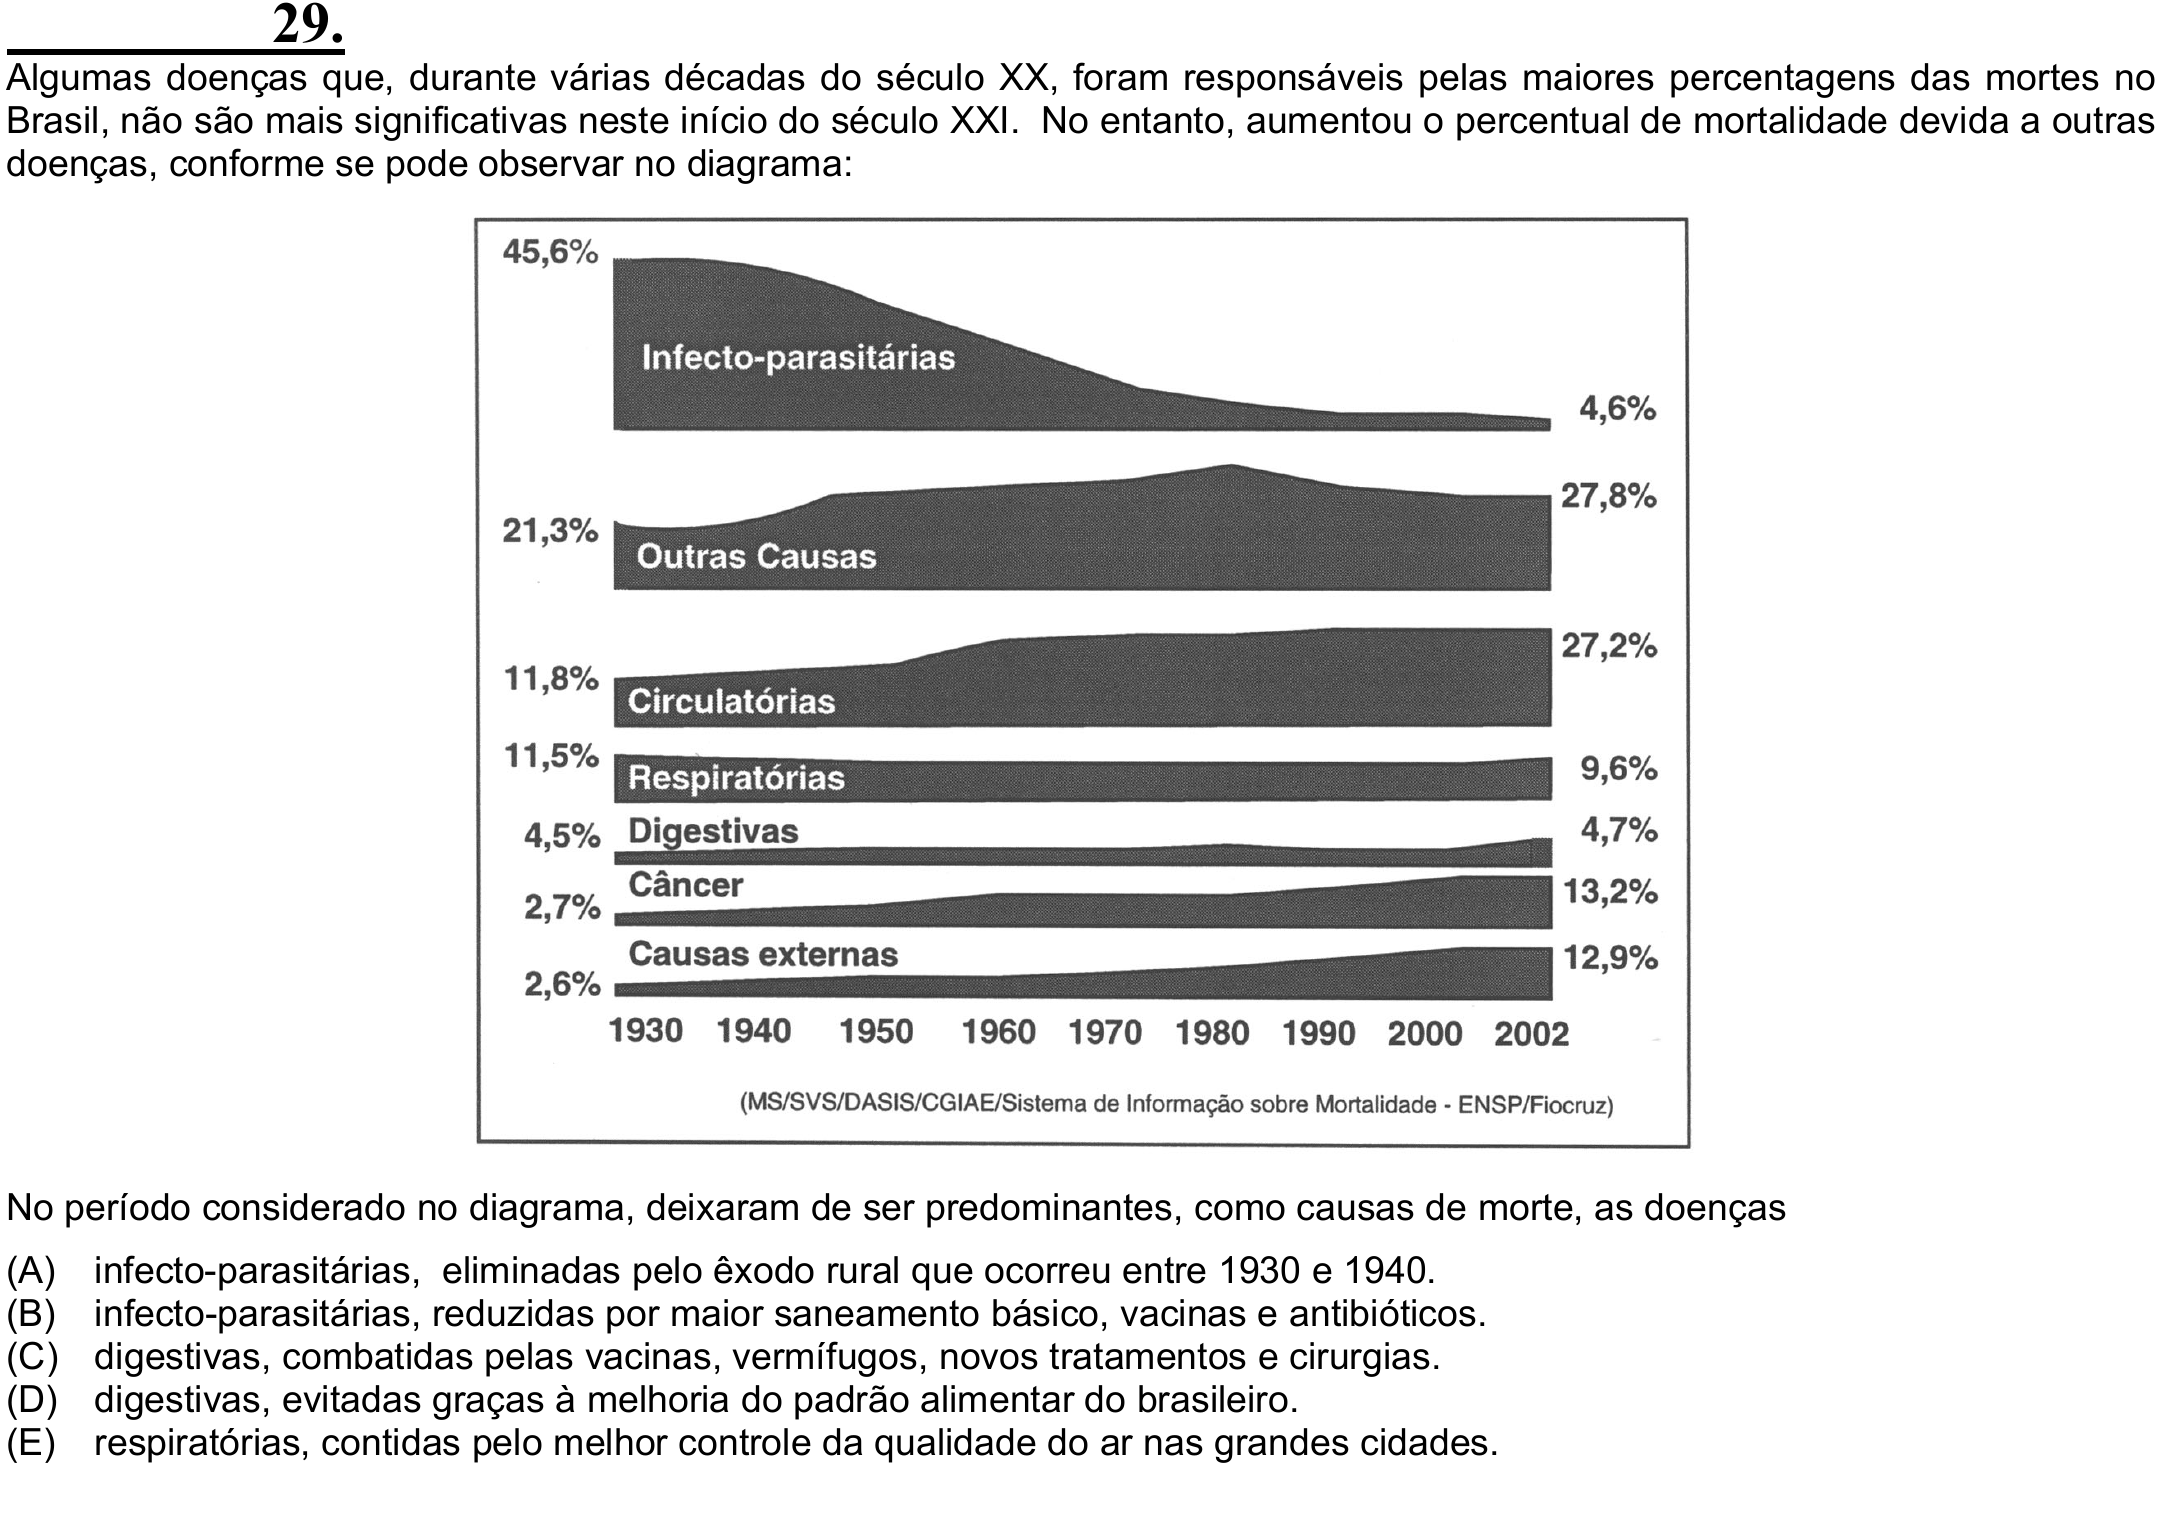 29.
Algumas doenças que, durante várias décadas do século XX, foram responsáveis pelas maiores percentagens das mortes no
Brasil, não são mais significativas neste início do século XXI. No entanto, aumentou o percentual de mortalidade devida a outras
doenças, conforme se pode observar no diagrama:
45,6%
Infecto-parasitárias
4,6%
21,3%
Outras Causas
27,8%
11,8%
Circulatórias
27,2%
11,5%
Respiratórias
9,6%
4,5%
Digestivas
4,7%
2,7%
Câncer
13,2%
2,6%
Causas externas
12,9%
1930 1940 1950 1960 1970 1980 1990 2000 2002
(MS/SVS/DASIS/CGIAE/Sistema de Informação sobre Mortalidade - ENSP/Fiocruz)
No período considerado no diagrama, deixaram de ser predominantes, como causas de morte, as doenças
(A) infecto-parasitárias, eliminadas pelo êxodo rural que ocorreu entre 1930 e 1940.
(B) infecto-parasitárias, reduzidas por maior saneamento básico, vacinas e antibióticos.
(C) digestivas, combatidas pelas vacinas, vermífugos, novos tratamentos e cirurgias.
(D) digestivas, evitadas graças à melhoria do padrão alimentar do brasileiro.
(E) respiratórias, contidas pelo melhor controle da qualidade do ar nas grandes cidades.